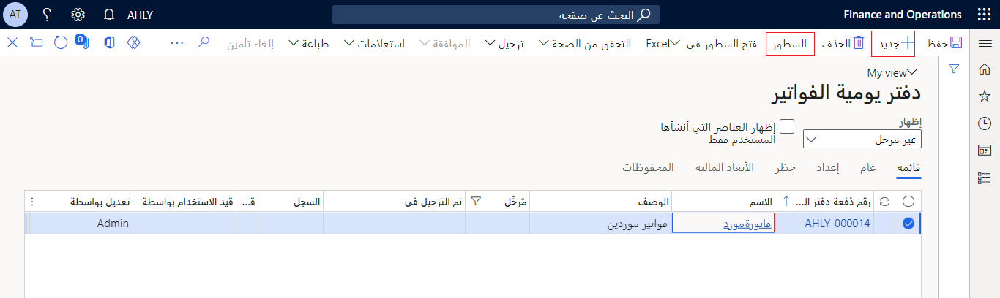 Finance and Operations
البحث عن صفحة
AHLY
AT
حفظ
جديد
الحذف
السطور
فتح السطور في Excel
التحقق من الصحة
ترحيل
الموافقة
استعلامات
طباعة
إلغاء تأمين
0
My view
دفتر يومية الفواتير
إظهار
غير مرحل
إظهار العناصر التي أنشأها
المستخدم فقط
قائمة
عام
إعداد
حظر
الأبعاد المالية
المحفوظات
رقم دُفعة دفتر الـ...
الاسم
الوصف
مُرحَّل
تم الترحيل في
السجل
قـ...
قيد الاستخدام بواسطة
تعديل بواسطة
AHLY-000014
فاتورةمورد
فواتير موردين
Admin